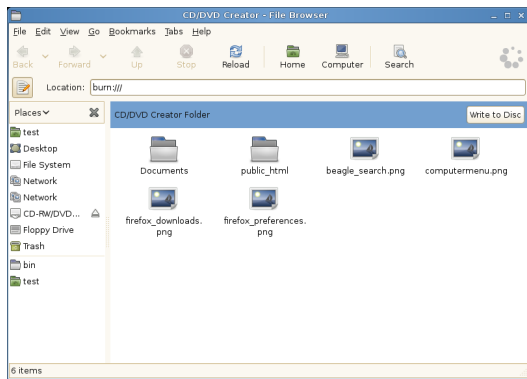 CD/DVD Creator - File Browser
File Edit View Go Bookmarks Tabs Help
Back Forward Up Stop Reload Home Computer Search
Location: burn:///
Places CD/DVD Creator Folder Write to Disc
test
Desktop
File System
Network
Network
CD-RW/DVD...
Floppy Drive
Trash
bin
test
Documents public_html beagle_search.png computermenu.png
firefox_downloads. firefox_preferences.
png png
6 items